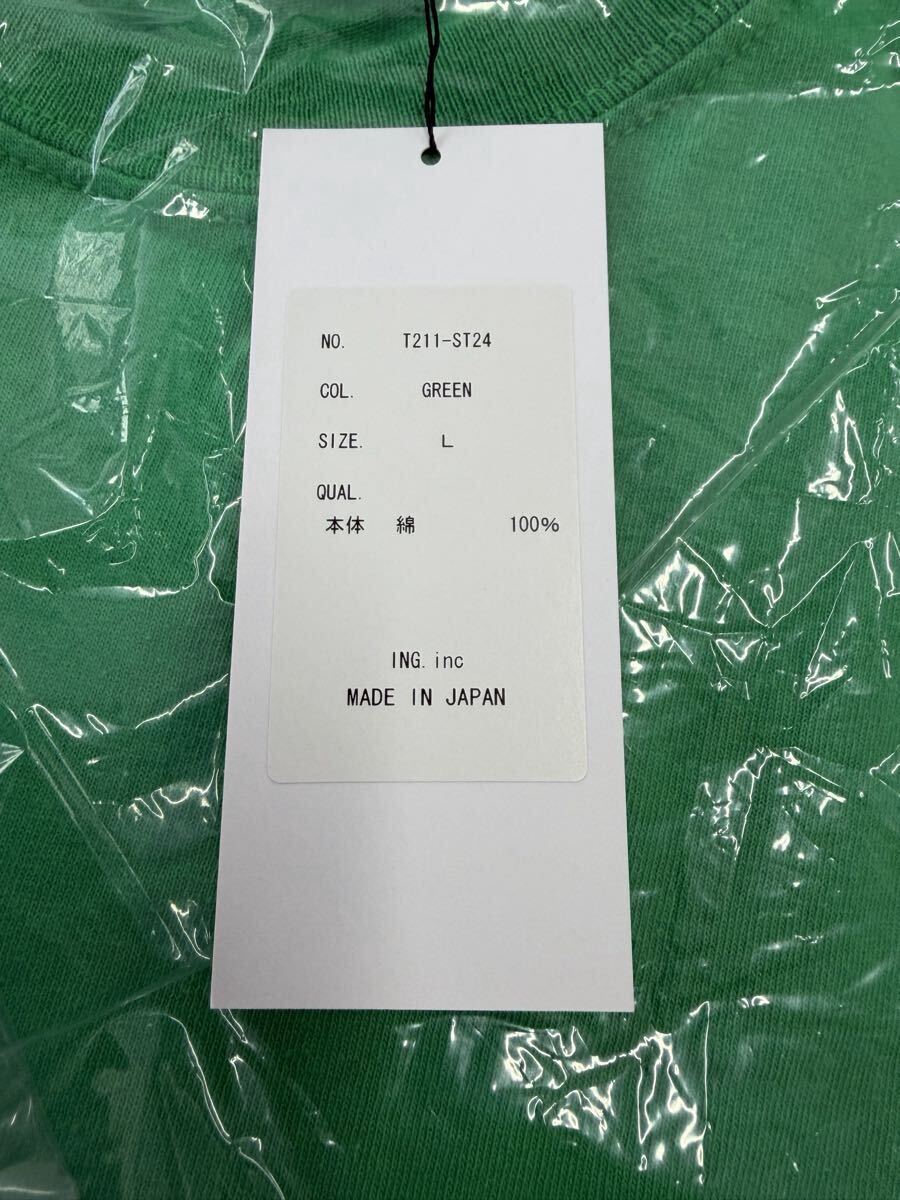 NO. T211-ST24
COL. GREEN
SIZE. L
QUAL.
本体 綿 100%
ING. inc
MADE IN JAPAN